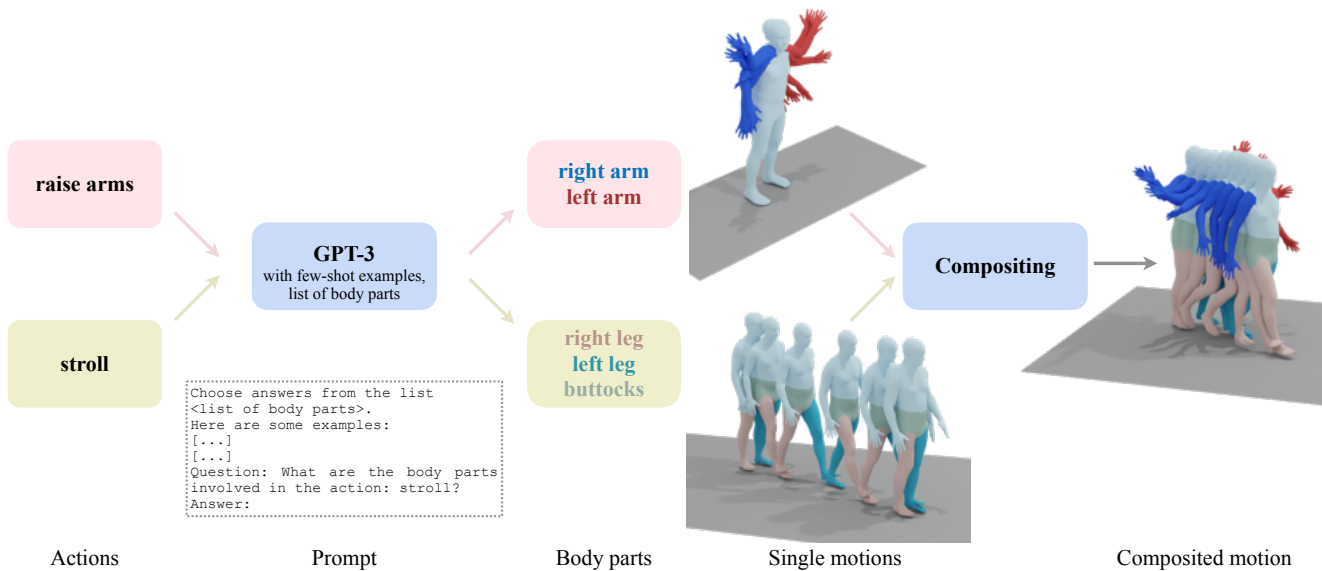 raise arms
stroll
GPT-3
with few-shot examples,
list of body parts
Choose answers from the list
<list of body parts>.
Here are some examples:
[...]
[...]
Question: What are the body parts
involved in the action: stroll?
Answer:
right arm
left arm
right leg
left leg
buttocks
Compositing
Actions
Prompt
Body parts
Single motions
Composited motion